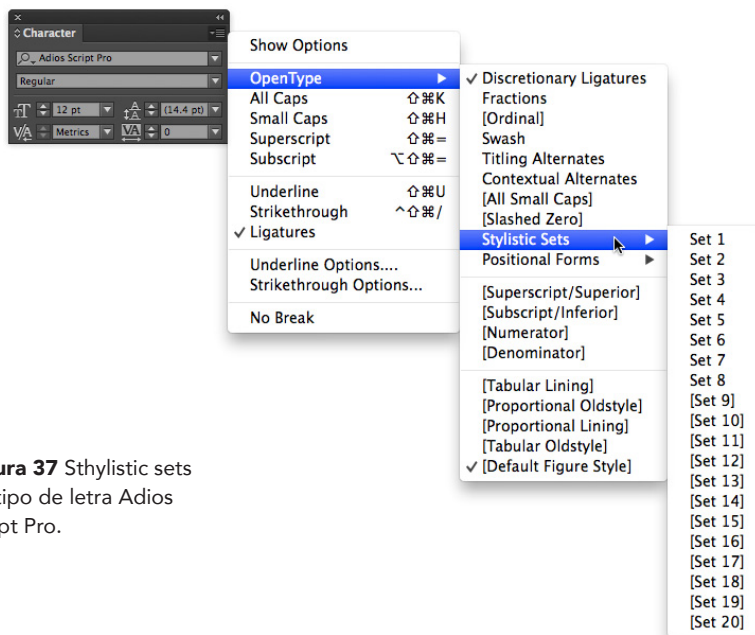 Character
Adios Script Pro
Regular
12 pt
(14.4 pt)
Metrics
0
Show Options
OpenType
All Caps ⇧⌘K
Small Caps ⇧⌘H
Superscript ⇧⌘=
Subscript ⌥⇧⌘=
Underline ⇧⌘U
Strikethrough ^⇧⌘/
✓ Ligatures
Underline Options....
Strikethrough Options...
No Break
✓ Discretionary Ligatures
Fractions
[Ordinal]
Swash
Titling Alternates
Contextual Alternates
[All Small Caps]
[Slashed Zero]
Stylistic Sets
Positional Forms
[Superscript/Superior]
[Subscript/Inferior]
[Numerator]
[Denominator]
[Tabular Lining]
[Proportional Oldstyle]
[Proportional Lining]
[Tabular Oldstyle]
✓ [Default Figure Style]
Set 1
Set 2
Set 3
Set 4
Set 5
Set 6
Set 7
Set 8
[Set 9]
[Set 10]
[Set 11]
[Set 12]
[Set 13]
[Set 14]
[Set 15]
[Set 16]
[Set 17]
[Set 18]
[Set 19]
[Set 20]
ura 37 Sthylistic sets
tipo de letra Adios
pt Pro.